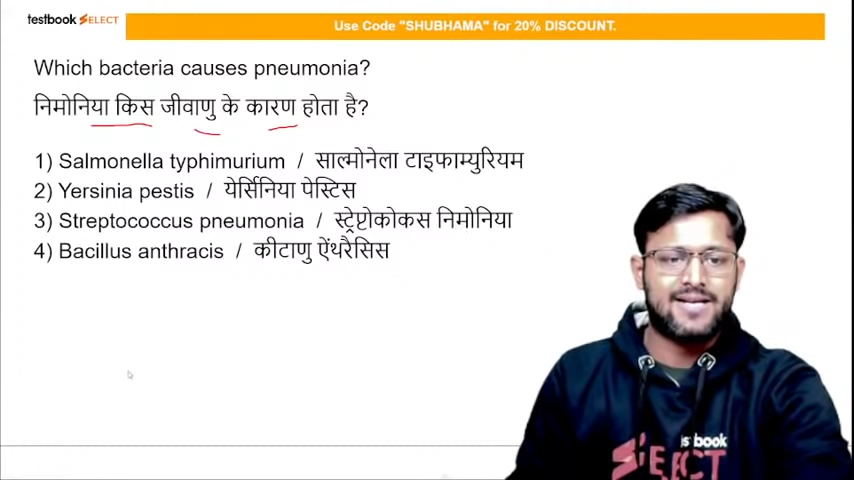 testbook SELECT
Use Code "SHUBHAMA" for 20% DISCOUNT.
Which bacteria causes pneumonia?
निमोनिया किस जीवाणु के कारण होता है?
1) Salmonella typhimurium / साल्मोनेला टाइफाम्युरियम
2) Yersinia pestis / येर्सिनिया पेस्टिस
3) Streptococcus pneumonia / स्ट्रेप्टोकोकस निमोनिया
4) Bacillus anthracis / कीटाणु ऐंथरैसिस